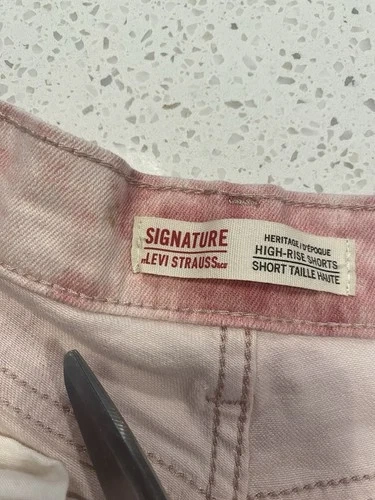 SIGNATURE
BY LEVI STRAUSS & CO.
HERITAGE / D'ÉPOQUE
HIGH-RISE SHORTS
SHORT TAILLE HAUTE